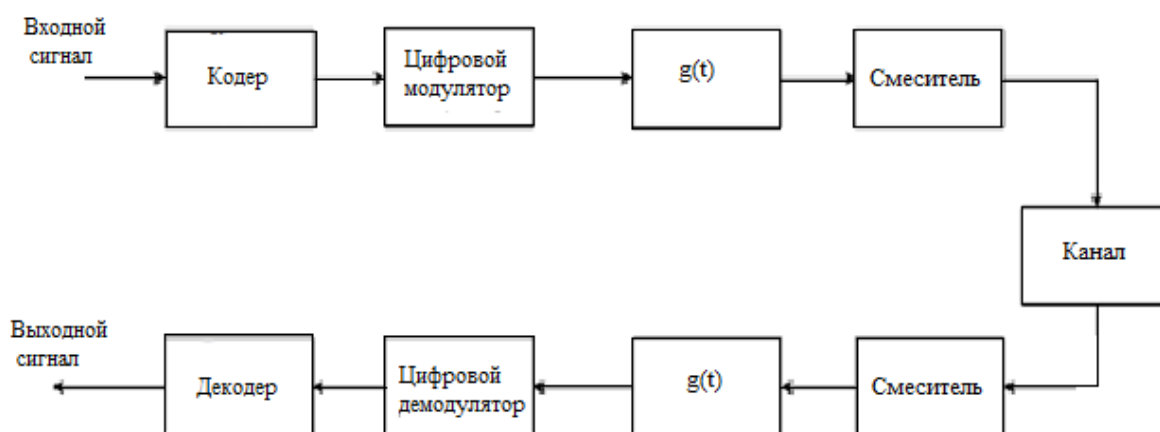 Входной
сигнал
Кодер
Цифровой
модулятор
g(t)
Смеситель
Канал
Выходной
сигнал
Декодер
Цифровой
демодулятор
g(t)
Смеситель